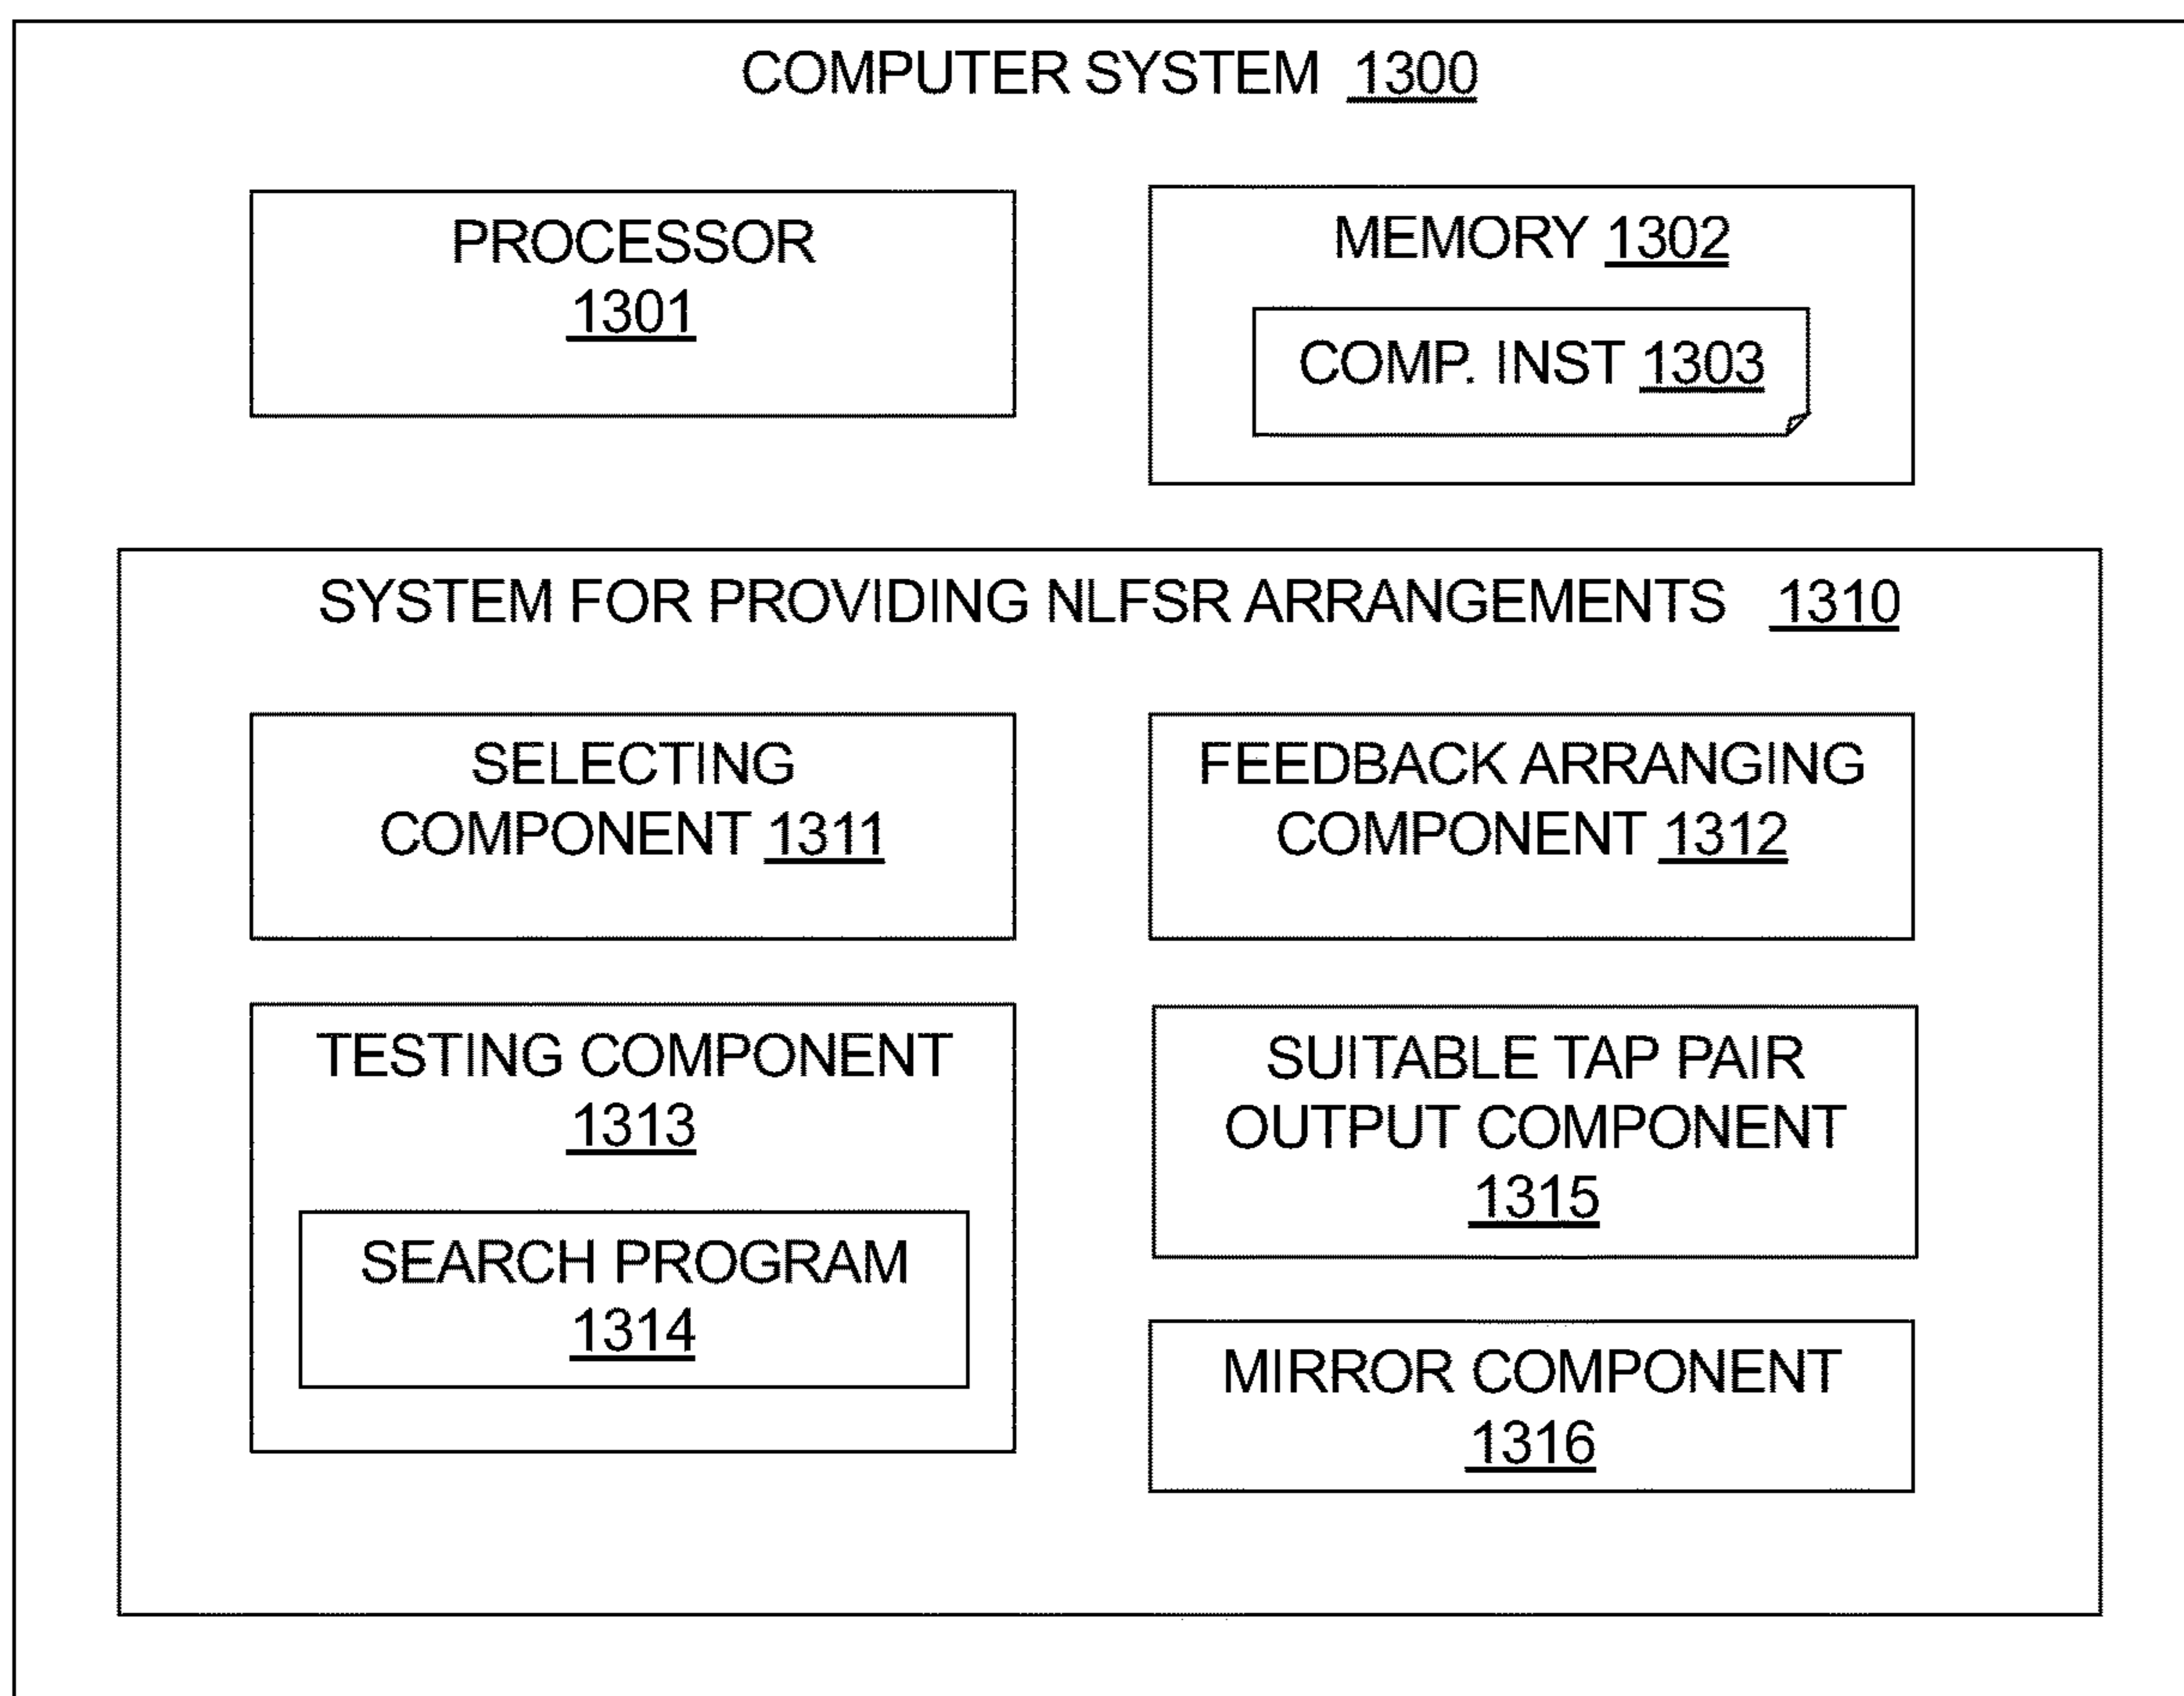 COMPUTER SYSTEM 1300
PROCESSOR
1301
MEMORY 1302
COMP. INST 1303
SYSTEM FOR PROVIDING NLFSR ARRANGEMENTS 1310
SELECTING
COMPONENT 1311
FEEDBACK ARRANGING
COMPONENT 1312
TESTING COMPONENT
1313
SEARCH PROGRAM
1314
SUITABLE TAP PAIR
OUTPUT COMPONENT
1315
MIRROR COMPONENT
1316